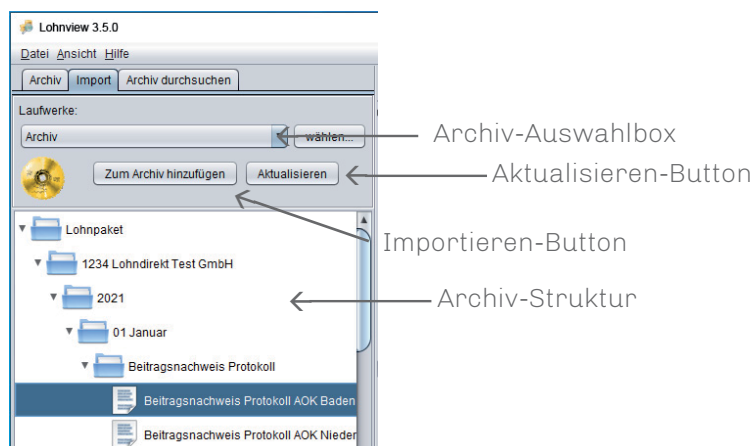 Lohnview 3.5.0
Datei Ansicht Hilfe
Archiv Import Archiv durchsuchen
Laufwerke:
Archiv wählen...
Archiv-Auswahlbox
Zum Archiv hinzufügen Aktualisieren
Aktualisieren-Button
Lohnpaket
Importieren-Button
1234 Lohndirekt Test GmbH
2021
Archiv-Struktur
01 Januar
Beitragsnachweis Protokoll
Beitragsnachweis Protokoll AOK Baden
Beitragsnachweis Protokoll AOK Nieder